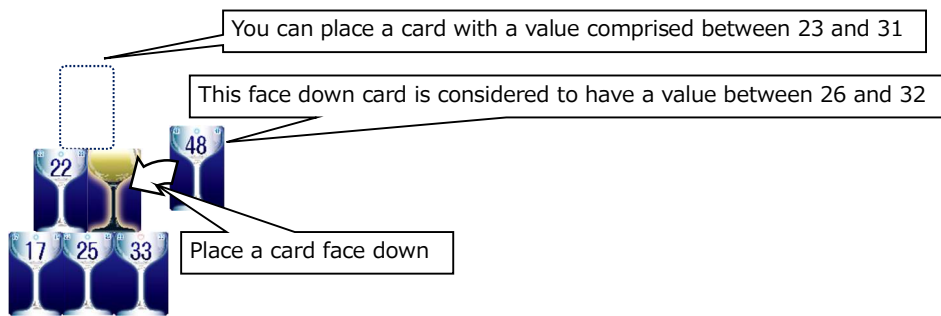 You can place a card with a value comprised between 23 and 31
This face down card is considered to have a value between 26 and 32
48
22
Place a card face down
17 25 33